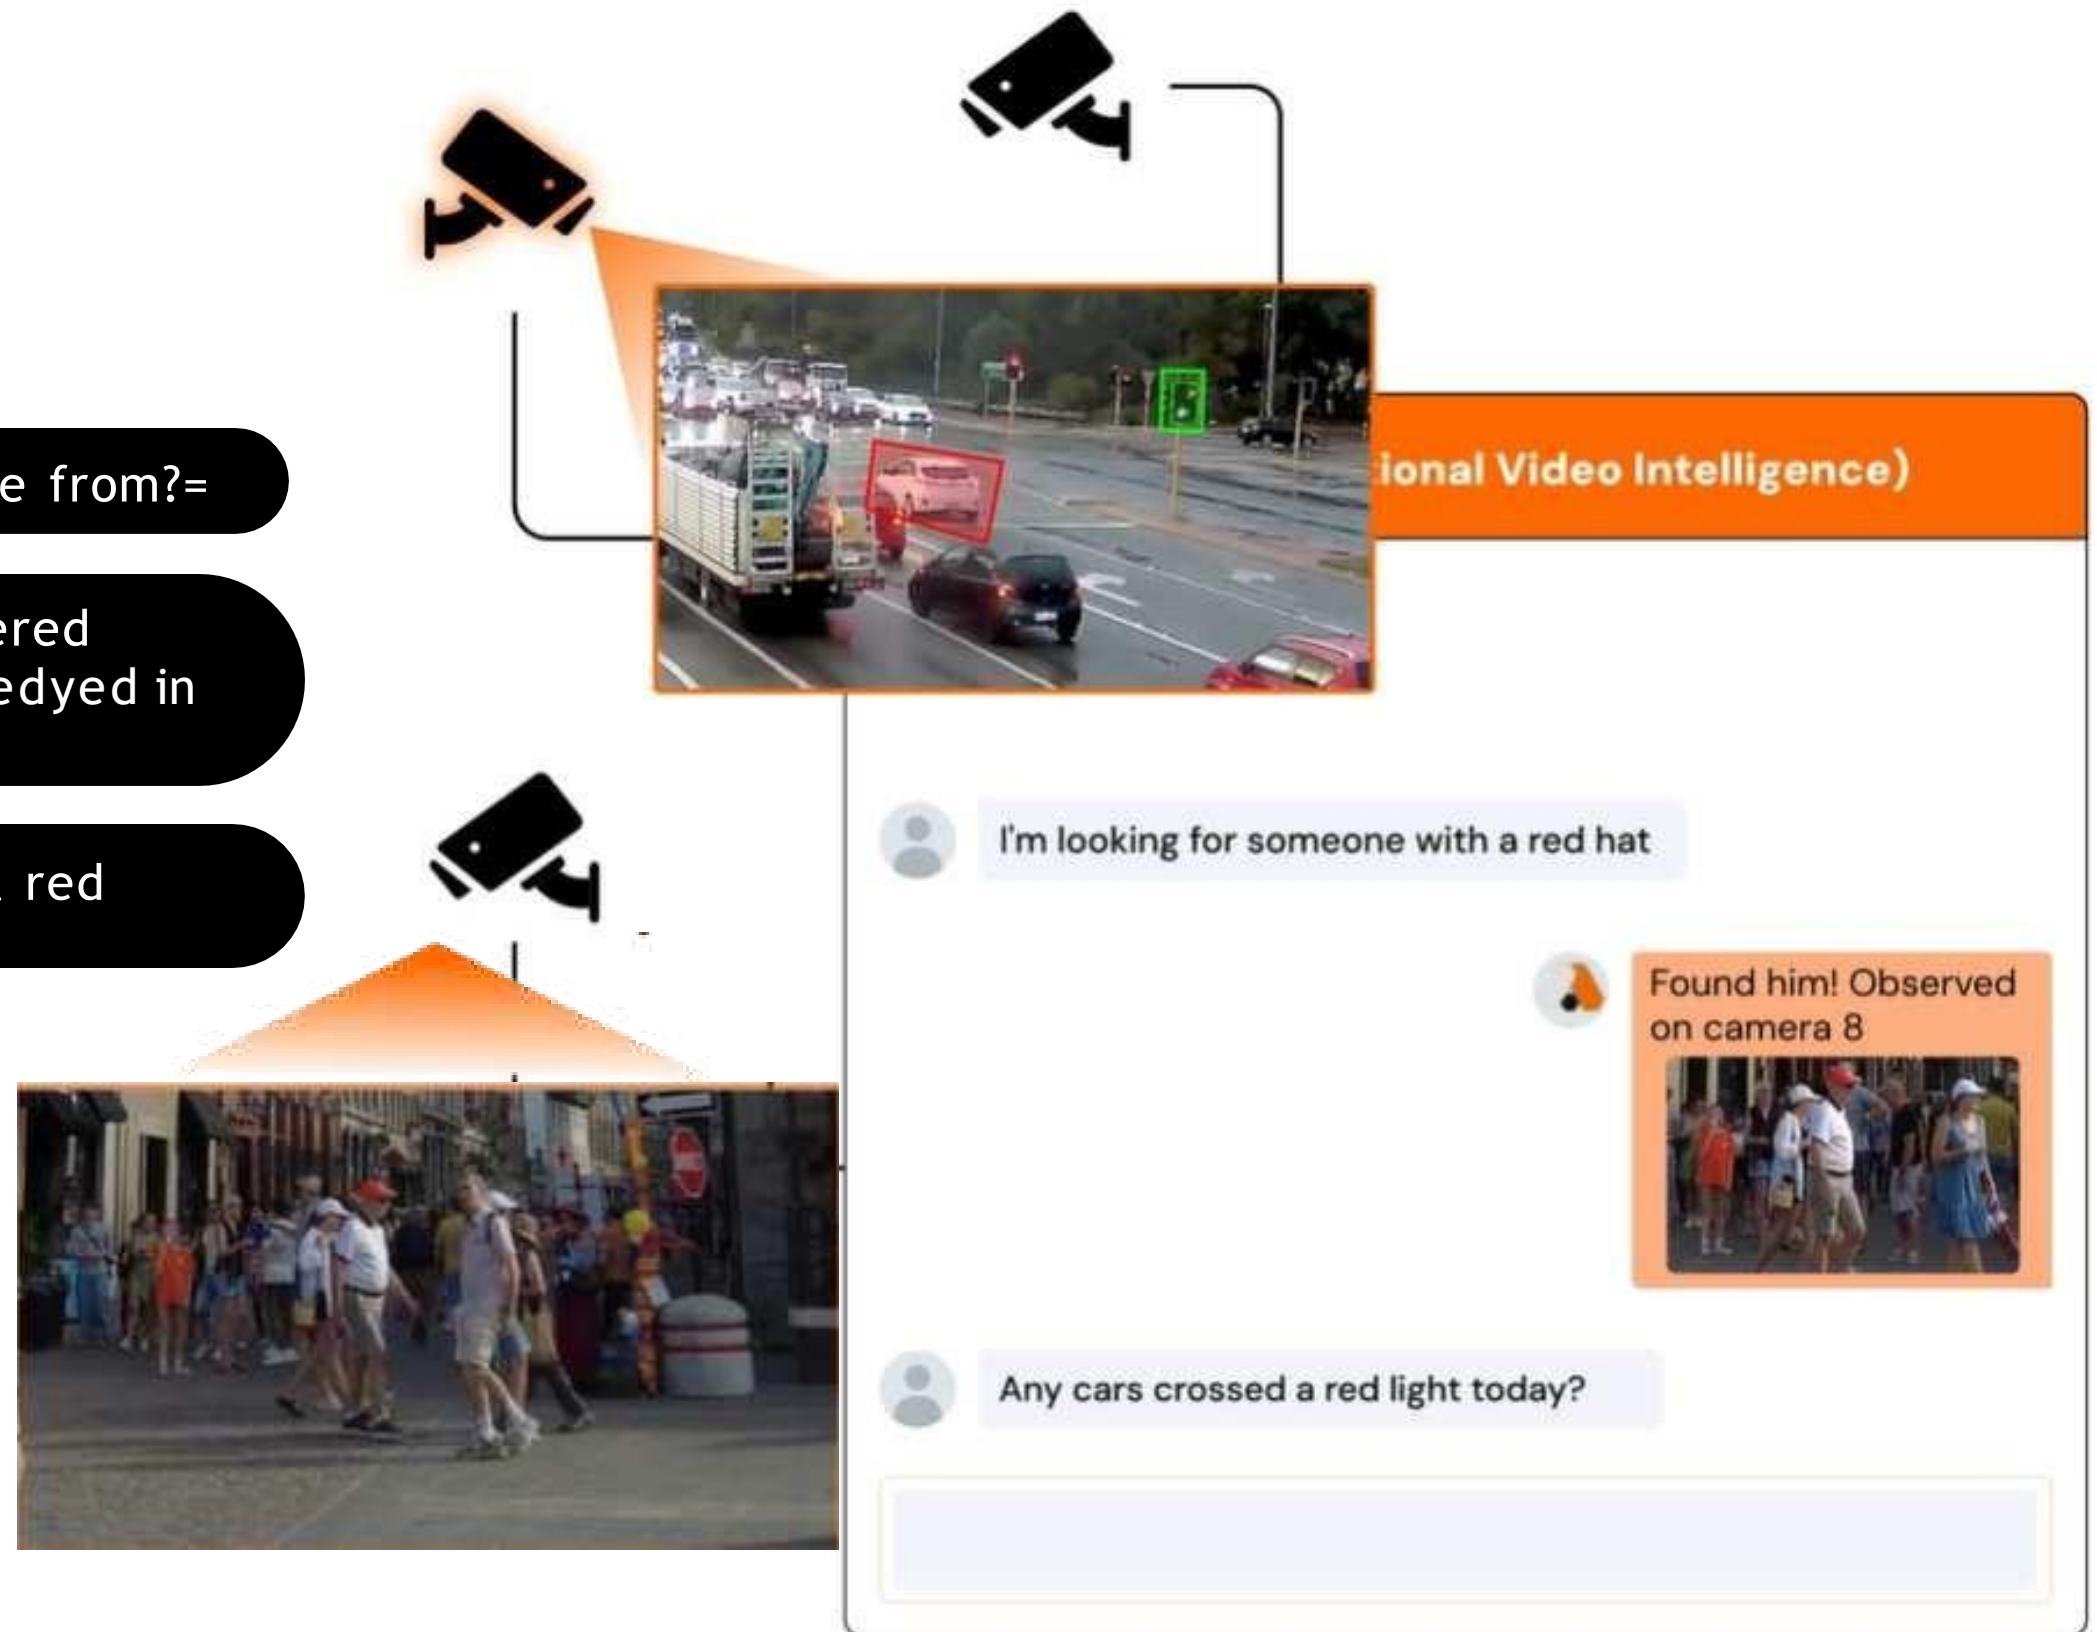 e from?=
ered
edyed in
red
ional Video Intelligence)
I'm looking for someone with a red hat
Found him! Observed
on camera 8
Any cars crossed a red light today?